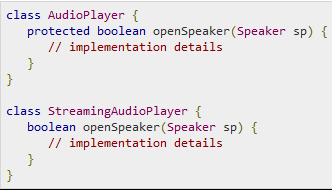 class AudioPlayer {
   protected boolean openSpeaker(Speaker sp) {
      // implementation details
   }
}

class StreamingAudioPlayer {
   boolean openSpeaker(Speaker sp) {
      // implementation details
   }
}